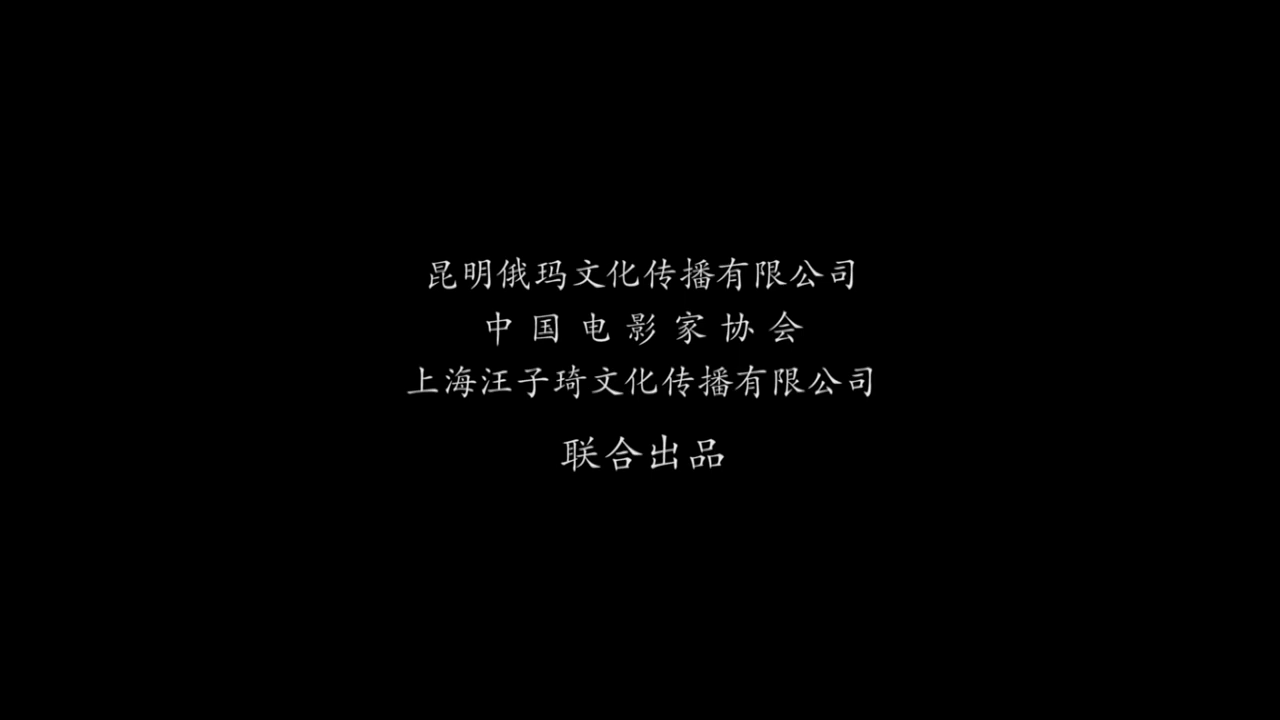 昆明俄玛文化传播有限公司
中国电影家协会
上海汪子琦文化传播有限公司
联合出品